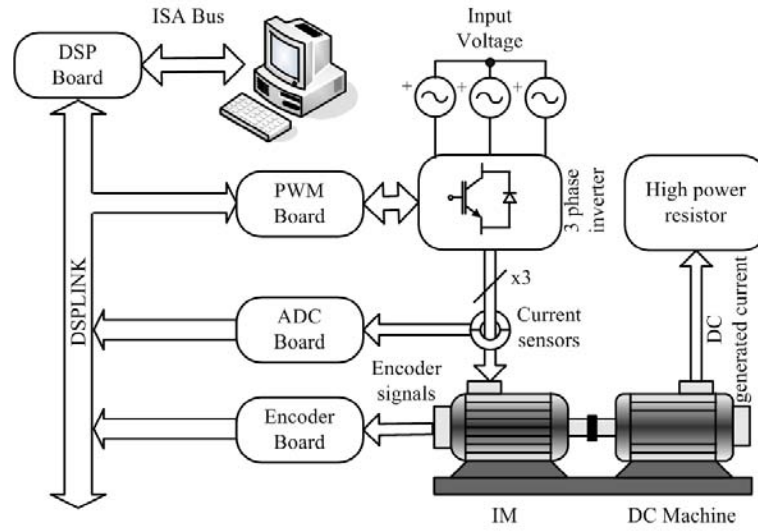 ISA Bus
DSP
Board
Input
Voltage
+
+
+
PWM
Board
3 phase
inverter
High power
resistor
x3
DSPLINK
ADC
Board
Current
sensors
DC
generated current
Encoder
signals
Encoder
Board
IM
DC Machine